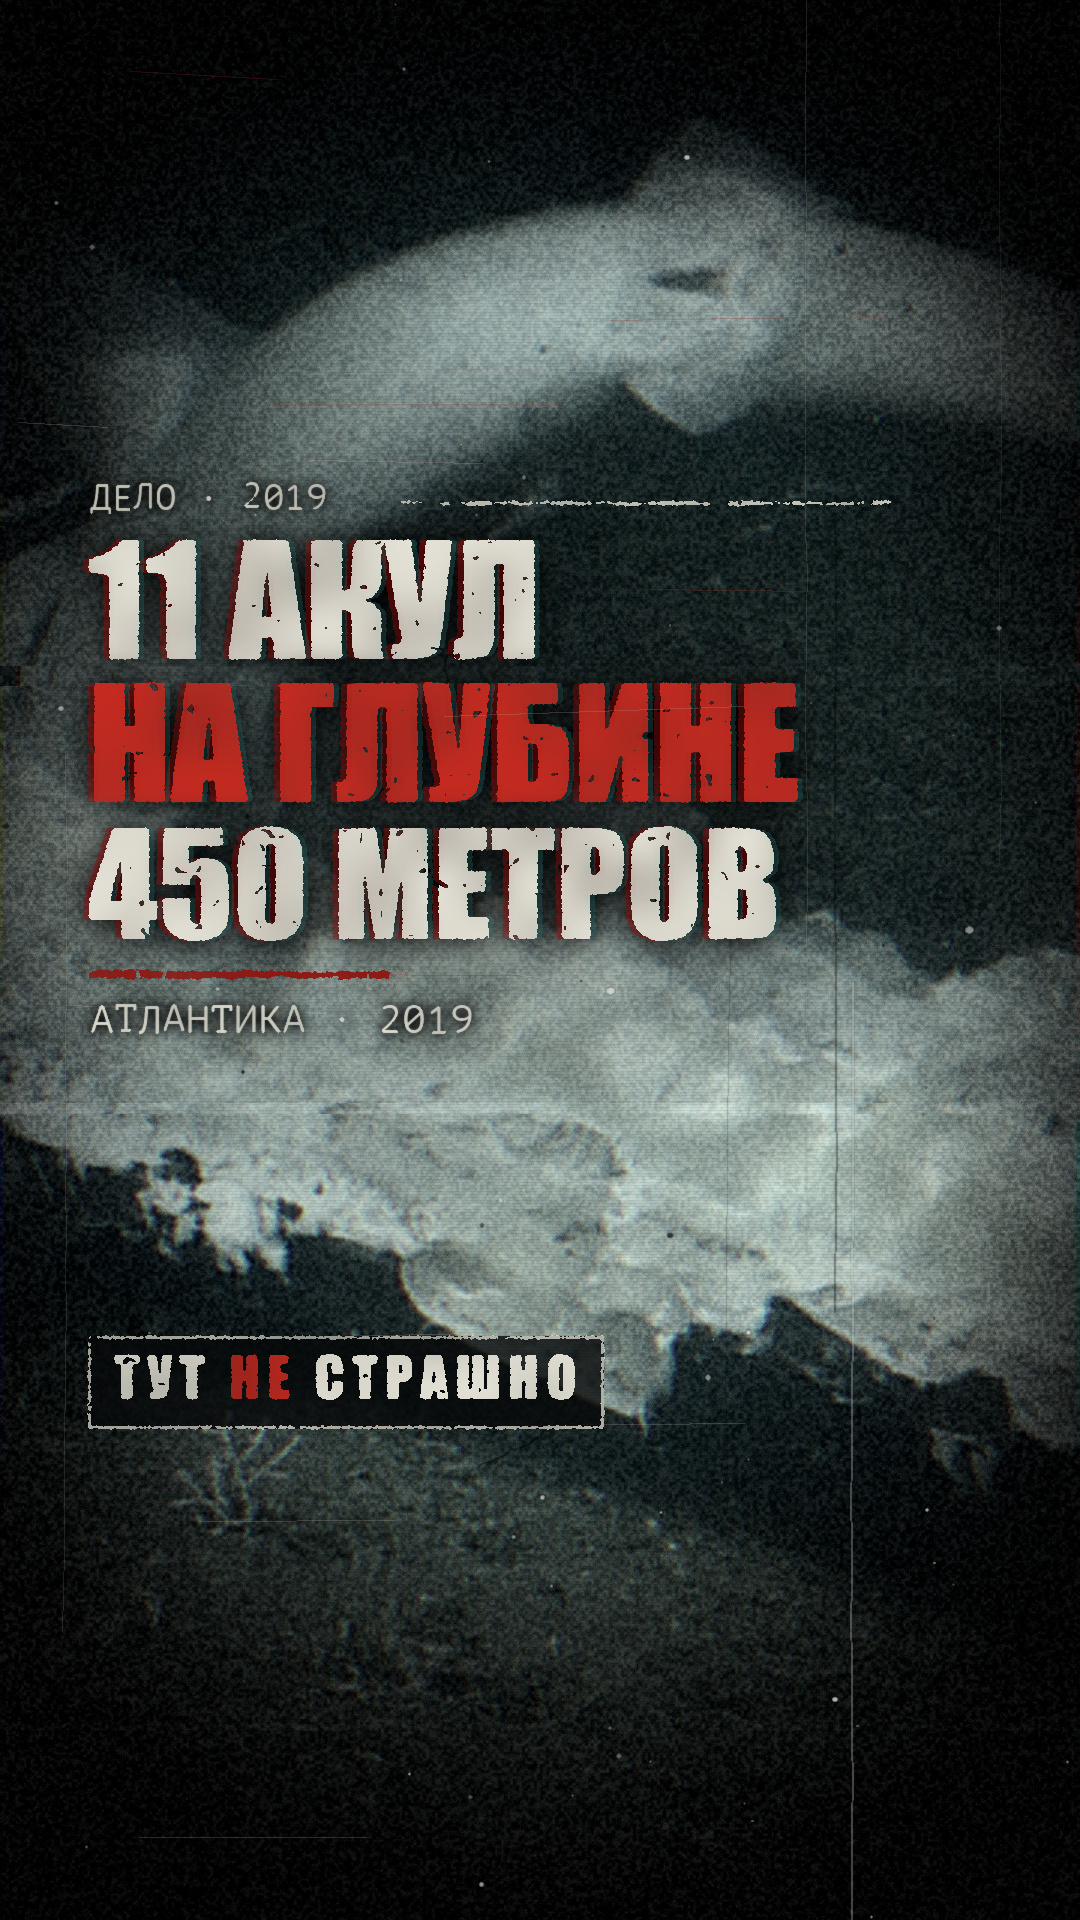 ДЕЛО · 2019
11 АКУЛ
НА ГЛУБИНЕ
450 МЕТРОВ
АТЛАНТИКА · 2019
ТУТ НЕ СТРАШНО